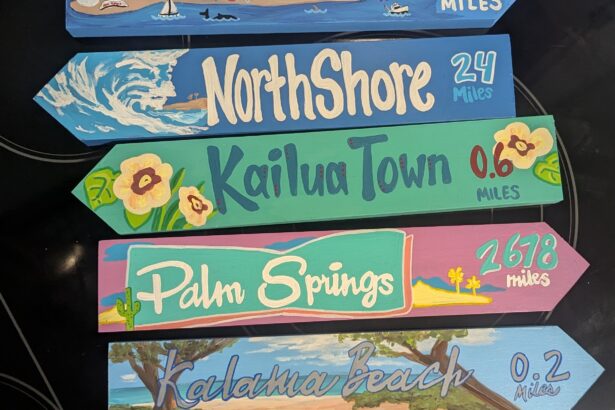 MILES
NorthShore 24
Miles
Kailua Town 0.6
MILES
Palm Springs 2678
miles
Kalama Beach 0.2
Miles